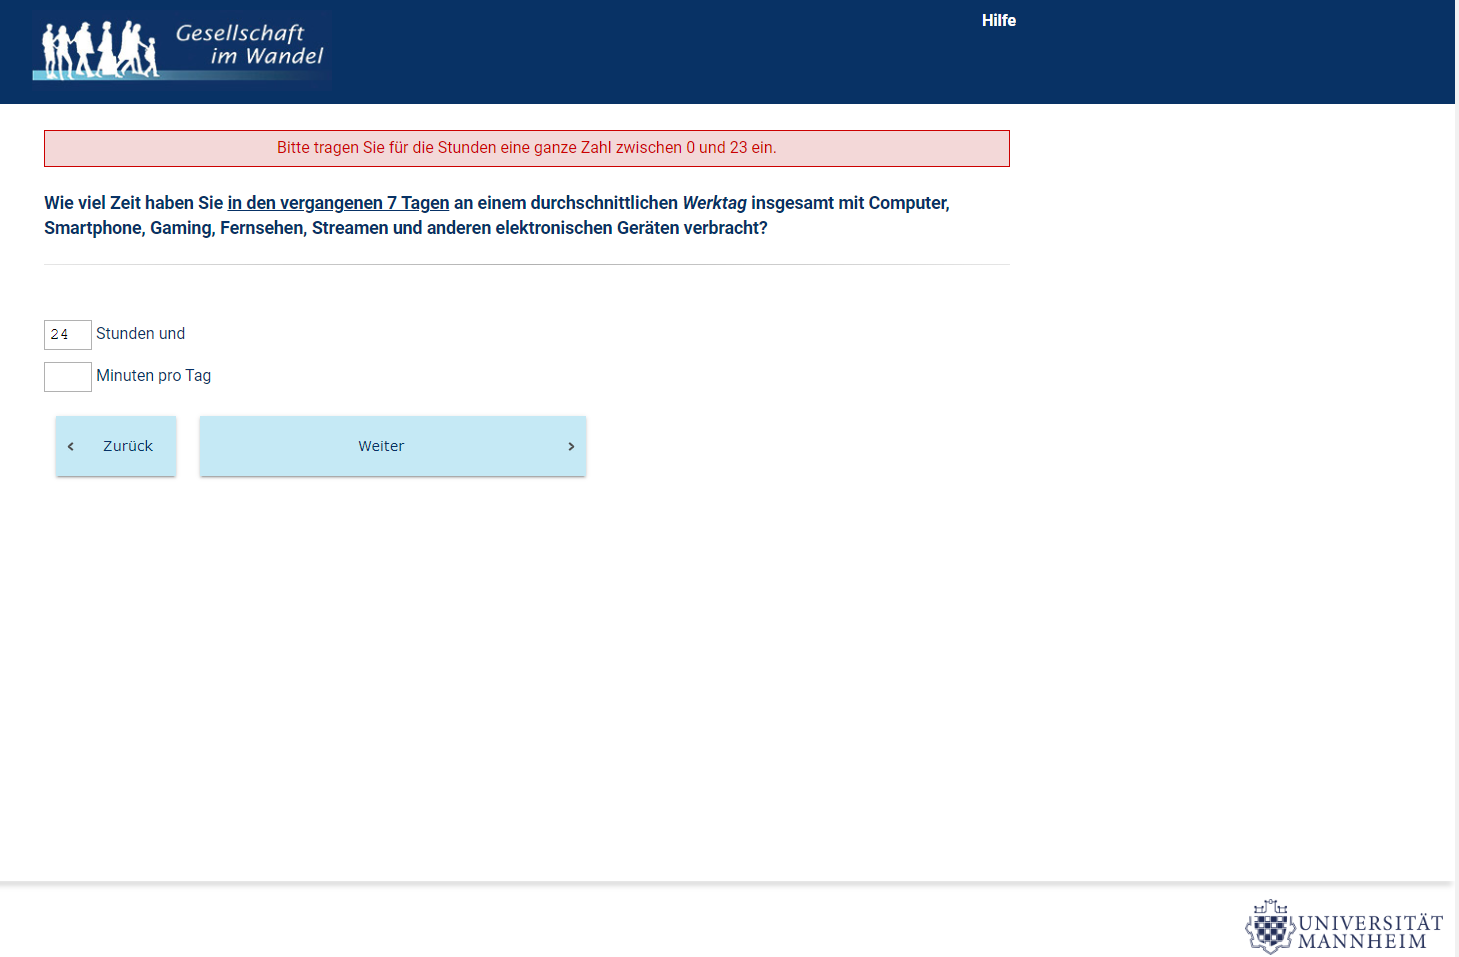 Gesellschaft
im Wandel
Hilfe
Bitte tragen Sie für die Stunden eine ganze Zahl zwischen 0 und 23 ein.
Wie viel Zeit haben Sie in den vergangenen 7 Tagen an einem durchschnittlichen Werktag insgesamt mit Computer,
Smartphone, Gaming, Fernsehen, Streamen und anderen elektronischen Geräten verbracht?
24 Stunden und
Minuten pro Tag
‹ Zurück Weiter ›
UNIVERSITÄT
MANNHEIM